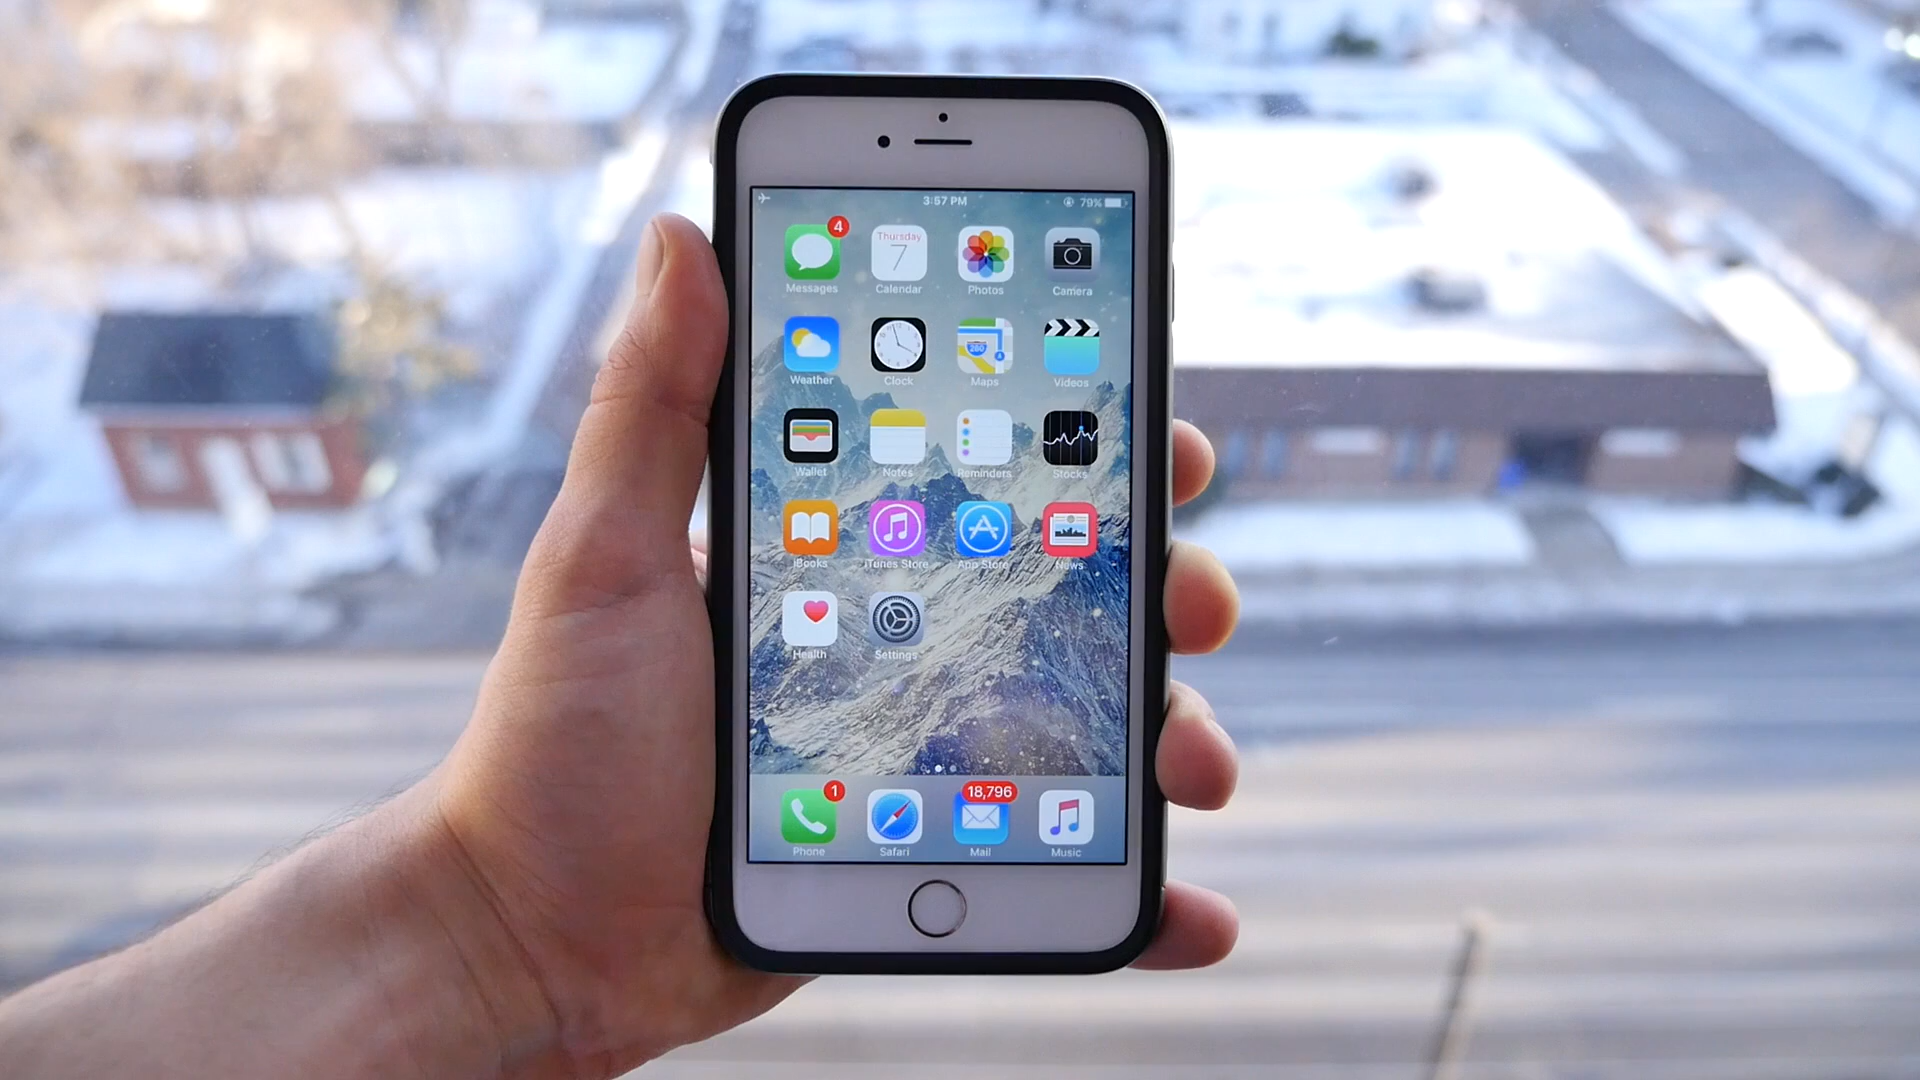 3:57 PM 79%
4
Thursday
7
Messages Calendar Photos Camera
280
Weather Clock Maps Videos
Wallet Notes Reminders Stocks
iBooks iTunes Store App Store News
Health Settings
1 18,796
Phone Safari Mail Music